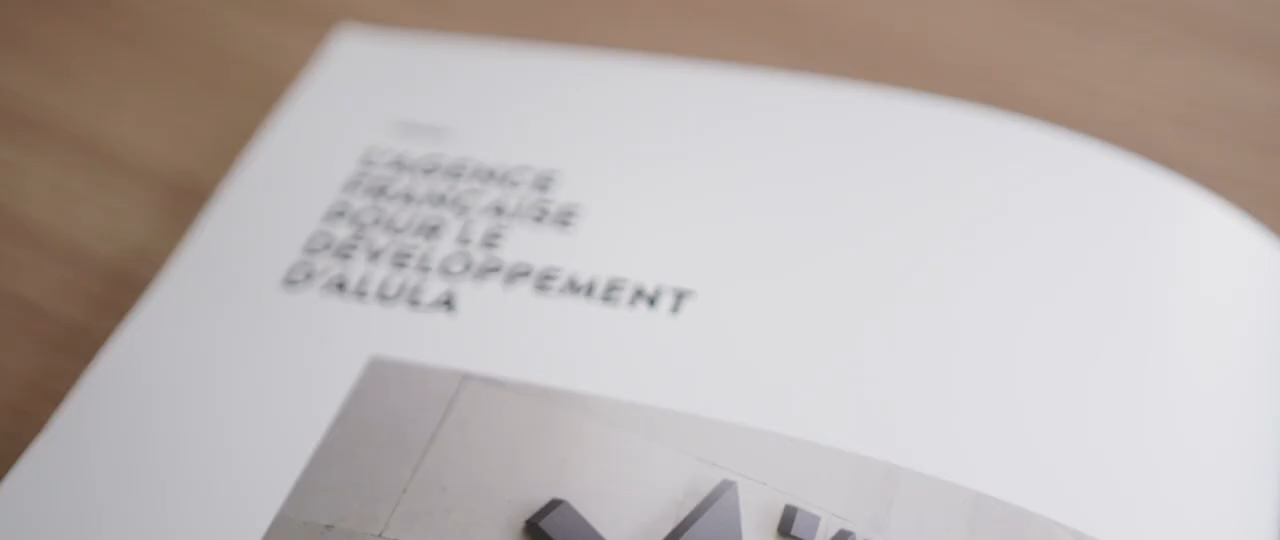 L'AGENCE
FRANÇAISE
POUR LE
DÉVELOPPEMENT
D'ALULA